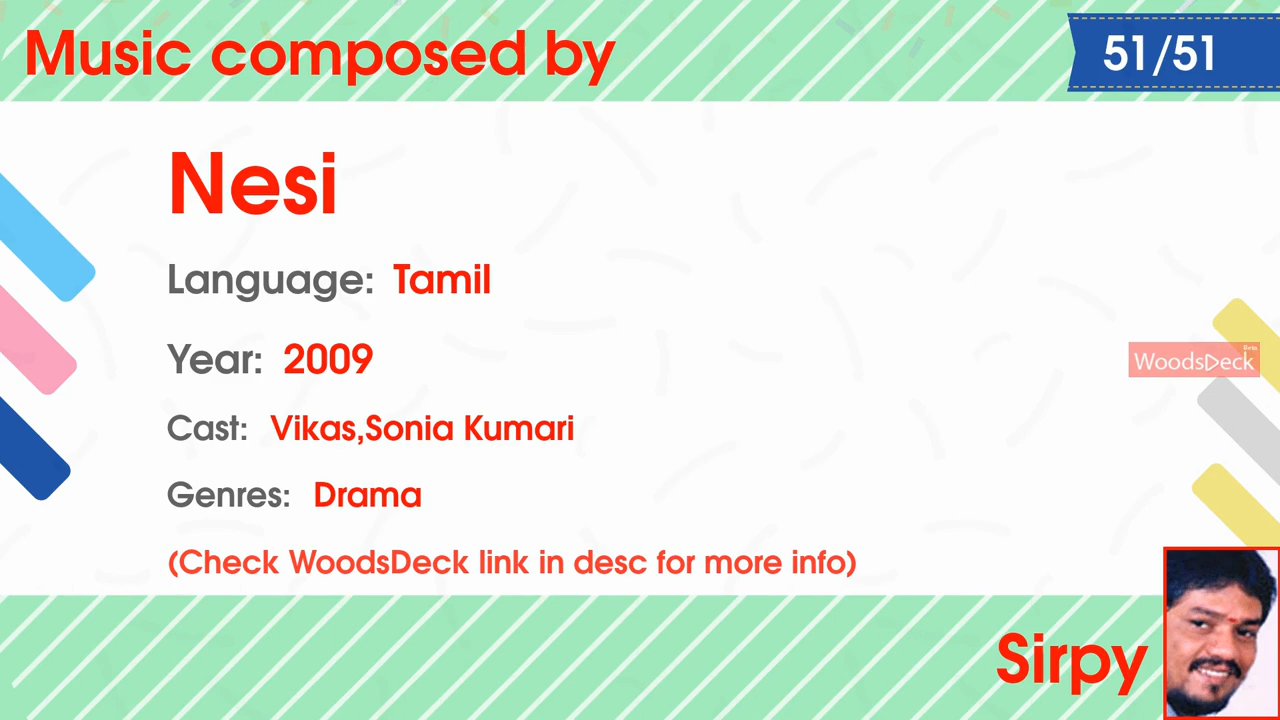 Music composed by
51/51
Nesi
Language: Tamil
Year: 2009
Cast: Vikas,Sonia Kumari
WoodsDeck Beta
Genres: Drama
(Check WoodsDeck link in desc for more info)
Sirpy